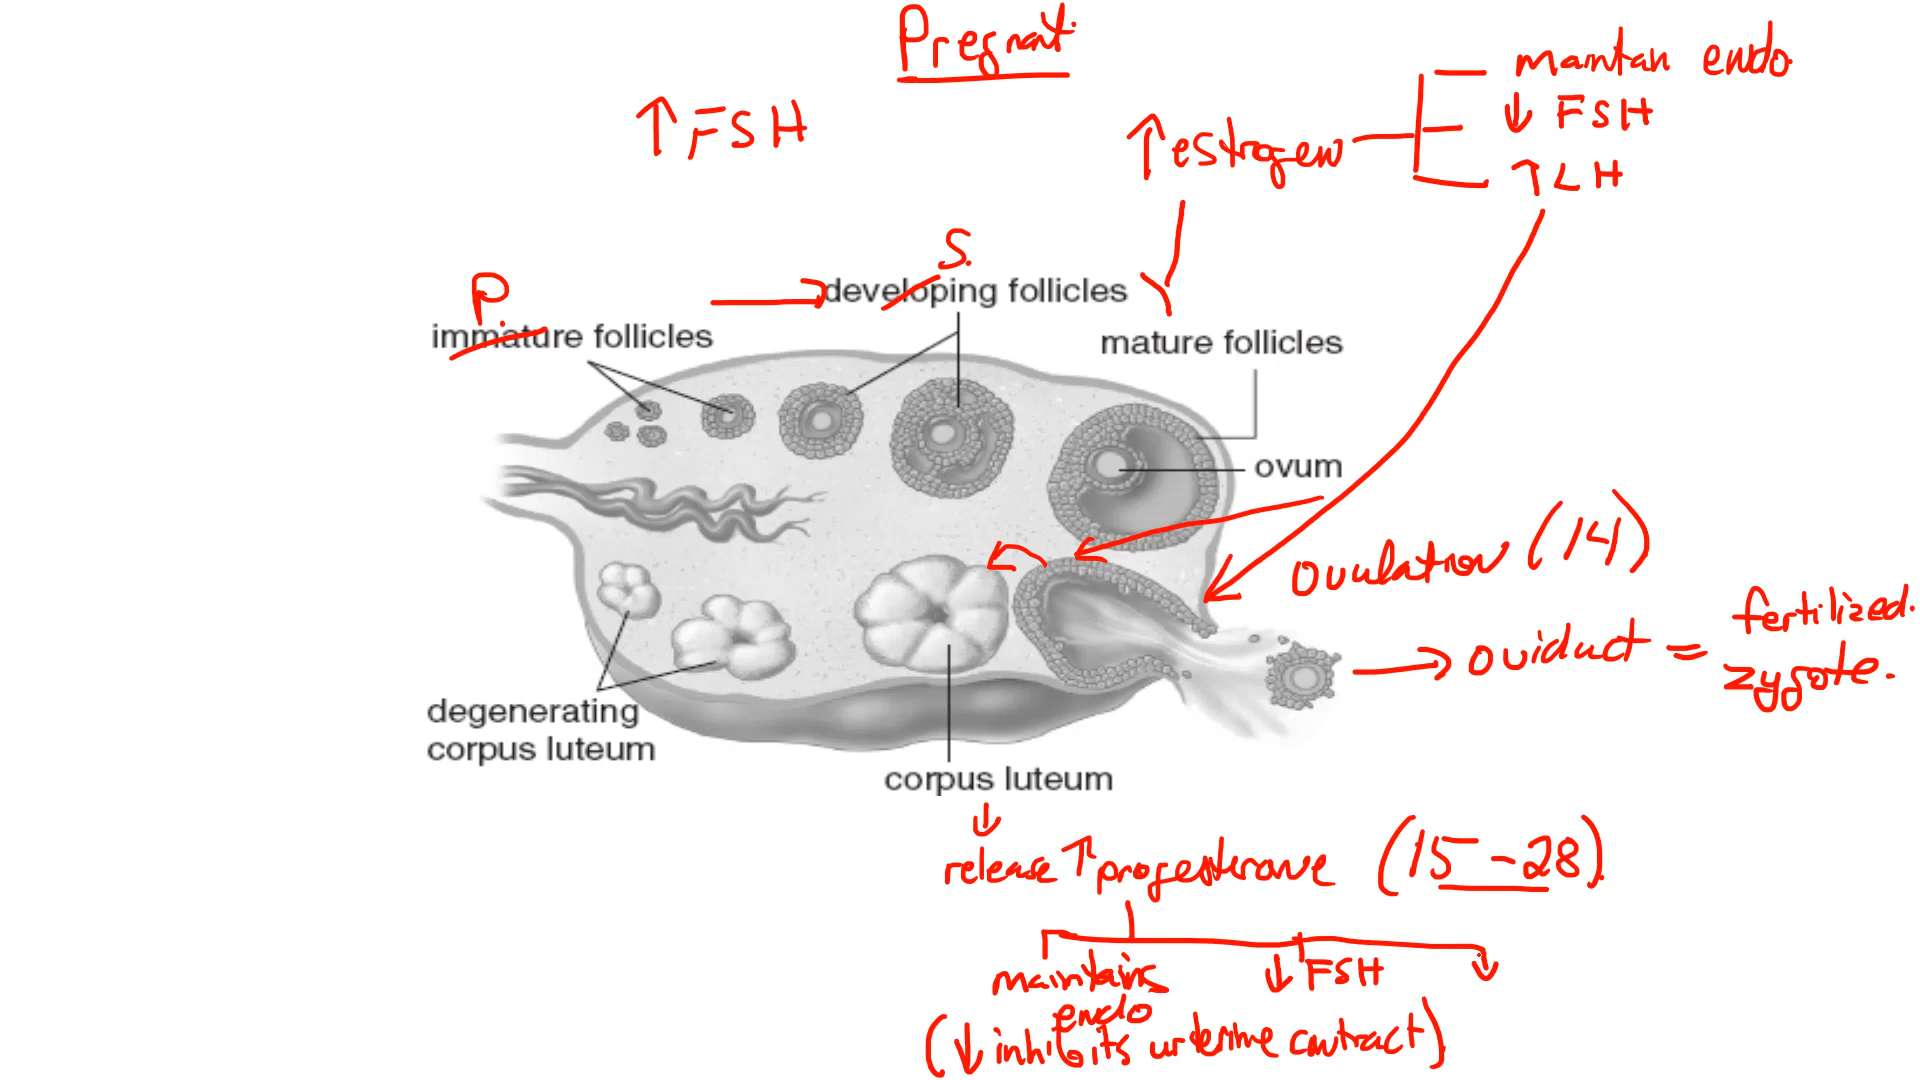 Pregnant
↑ FSH
↑ estrogen
maintan endo.
↓ FSH
↑ LH
P.
S.
immature follicles
developing follicles
mature follicles
ovum
Ovulation (14)
oviduct = fertilized.
zygote.
degenerating
corpus luteum
corpus luteum
↓
release ↑ progesterone (15-28).
maintains
endo
↓ FSH
↓
(↓ inhibits uterine contract)